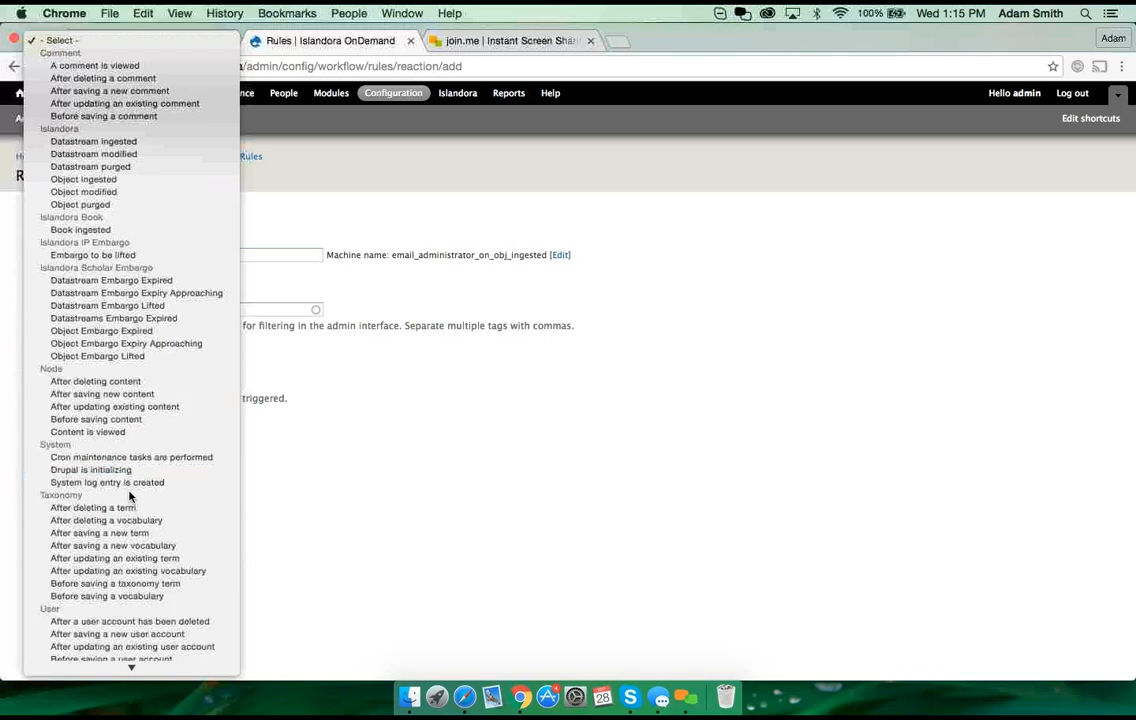 Chrome File Edit View History Bookmarks People Window Help 100% Wed 1:15 PM Adam Smith
- Select - Rules | Islandora OnDemand join.me | Instant Screen Sha Adam
/admin/config/workflow/rules/reaction/add
People Modules Configuration Islandora Reports Help Hello admin Log out
Edit shortcuts
Rules
R
Machine name: email_administrator_on_obj_ingested [Edit]
for filtering in the admin interface. Separate multiple tags with commas.
triggered.
Comment
A comment is viewed
After deleting a comment
After saving a new comment
After updating an existing comment
Before saving a comment
Islandora
Datastream ingested
Datastream modified
Datastream purged
Object ingested
Object modified
Object purged
Islandora Book
Book ingested
Islandora IP Embargo
Embargo to be lifted
Islandora Scholar Embargo
Datastream Embargo Expired
Datastream Embargo Expiry Approaching
Datastream Embargo Lifted
Datastreams Embargo Expired
Object Embargo Expired
Object Embargo Expiry Approaching
Object Embargo Lifted
Node
After deleting content
After saving new content
After updating existing content
Before saving content
Content is viewed
System
Cron maintenance tasks are performed
Drupal is initializing
System log entry is created
Taxonomy
After deleting a term
After deleting a vocabulary
After saving a new term
After saving a new vocabulary
After updating an existing term
After updating an existing vocabulary
Before saving a taxonomy term
Before saving a vocabulary
User
After a user account has been deleted
After saving a new user account
After updating an existing user account
Before saving a user account
28